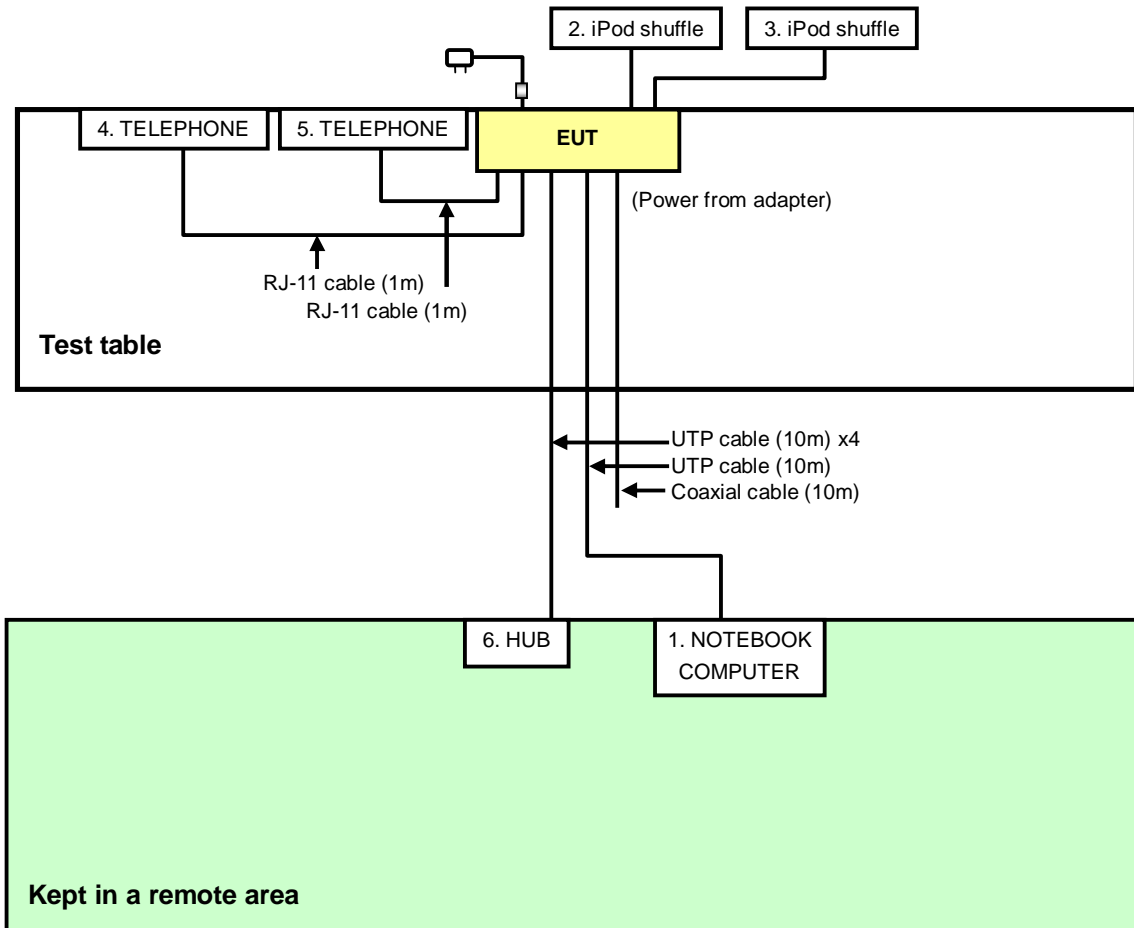 2. iPod shuffle
3. iPod shuffle
4. TELEPHONE
5. TELEPHONE
EUT
(Power from adapter)
RJ-11 cable (1m)
RJ-11 cable (1m)
Test table
UTP cable (10m) x4
UTP cable (10m)
Coaxial cable (10m)
6. HUB
1. NOTEBOOK
COMPUTER
Kept in a remote area